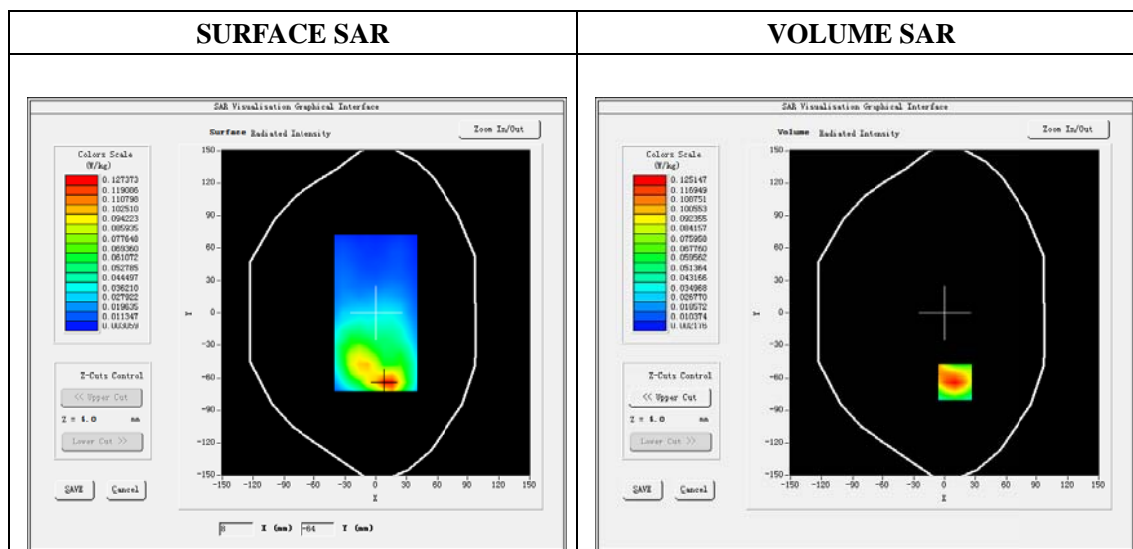 SURFACE SAR
VOLUME SAR
SAR Visualisation Graphical Interface
Surface Radiated Intensity
Zoom In/Out
Colors Scale
(W/kg)
0.127373
0.119086
0.110798
0.102510
0.094223
0.085935
0.077648
0.069360
0.061072
0.052785
0.044497
0.036210
0.027922
0.019635
0.011347
0.003059
150
120
90
60
30
0
-30
-60
-90
-120
-150
Y
-150 -120 -90 -60 -30 0 30 60 90 120 150
X
Z-Cuts Control
<< Upper Cut
Z = 4.0 mm
Lower Cut >>
SAVE Cancel
8 X (mm) -64 Y (mm)
SAR Visualisation Graphical Interface
Volume Radiated Intensity
Zoom In/Out
Colors Scale
(W/kg)
0.125147
0.116949
0.108751
0.100553
0.092355
0.084157
0.075958
0.067760
0.059562
0.051364
0.043166
0.034968
0.026770
0.018572
0.010374
0.002176
150
120
90
60
30
0
-30
-60
-90
-120
-150
Y
-150 -120 -90 -60 -30 0 30 60 90 120 150
X
Z-Cuts Control
<< Upper Cut
Z = 4.0 mm
Lower Cut >>
SAVE Cancel